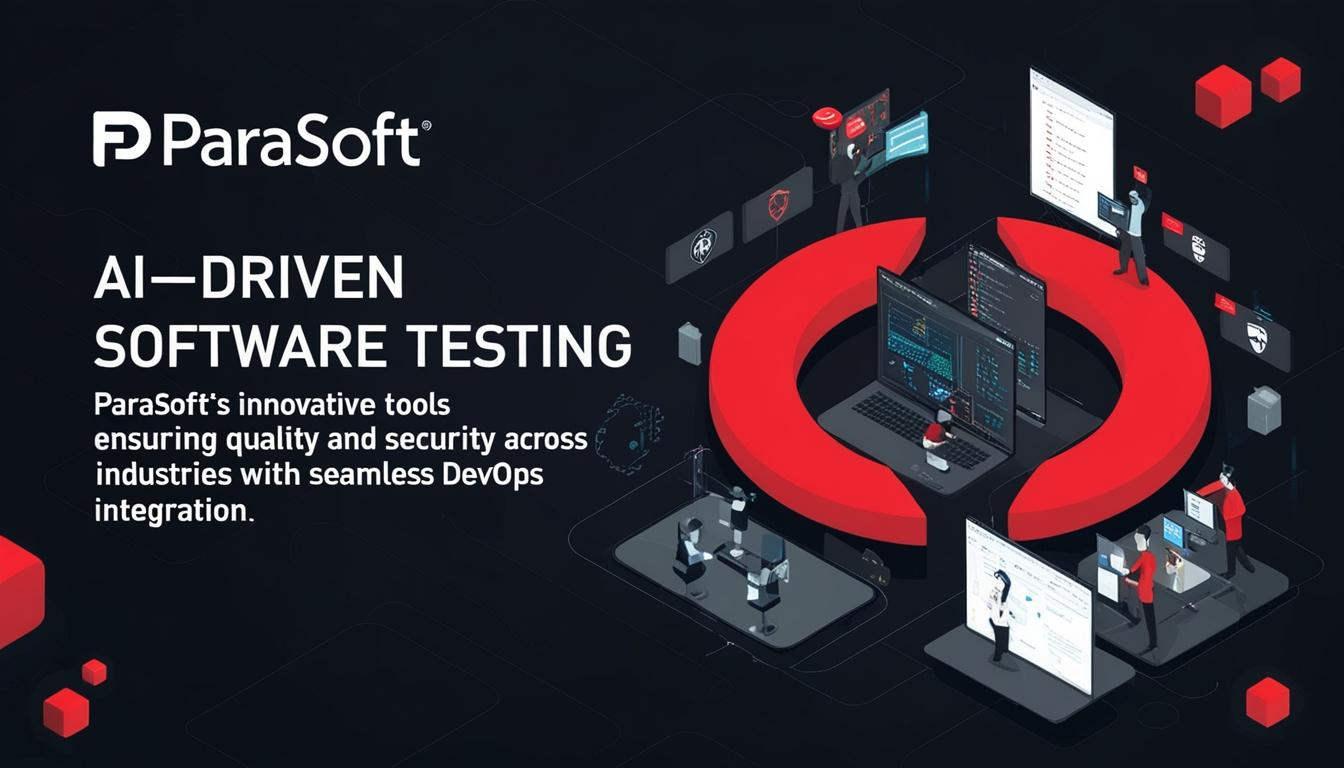 ParaSoft®
AI—DRIVEN
SOFTWARE TESTING
ParaSoft's innovative tools
ensuring quality and security across
industries with seamless DevOps
integration.